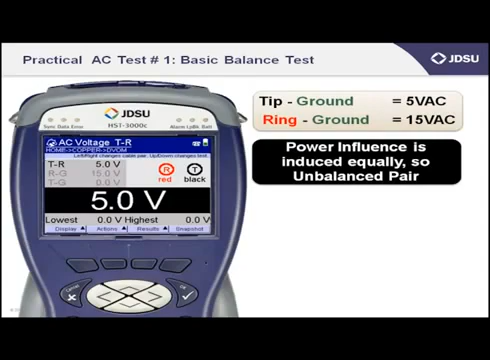 Practical AC Test # 1: Basic Balance Test
JDSU
Tip - Ground = 5VAC
Ring - Ground = 15VAC
Power Influence is
induced equally, so
Unbalanced Pair
JDSU
Sync Data Error HST-3000c Alarm LpBk Batt
AC Voltage T-R
HOME->COPPER->DVOM
Left/Right changes cable pair. Up/Down changes test.
T-R 5.0 V
R-G 15.0 V
T-G 0.0 V
R T
red black
5.0 V
Lowest 0.0 V Highest 0.0 V
Display Actions Results Snapshot
Cancel
OK